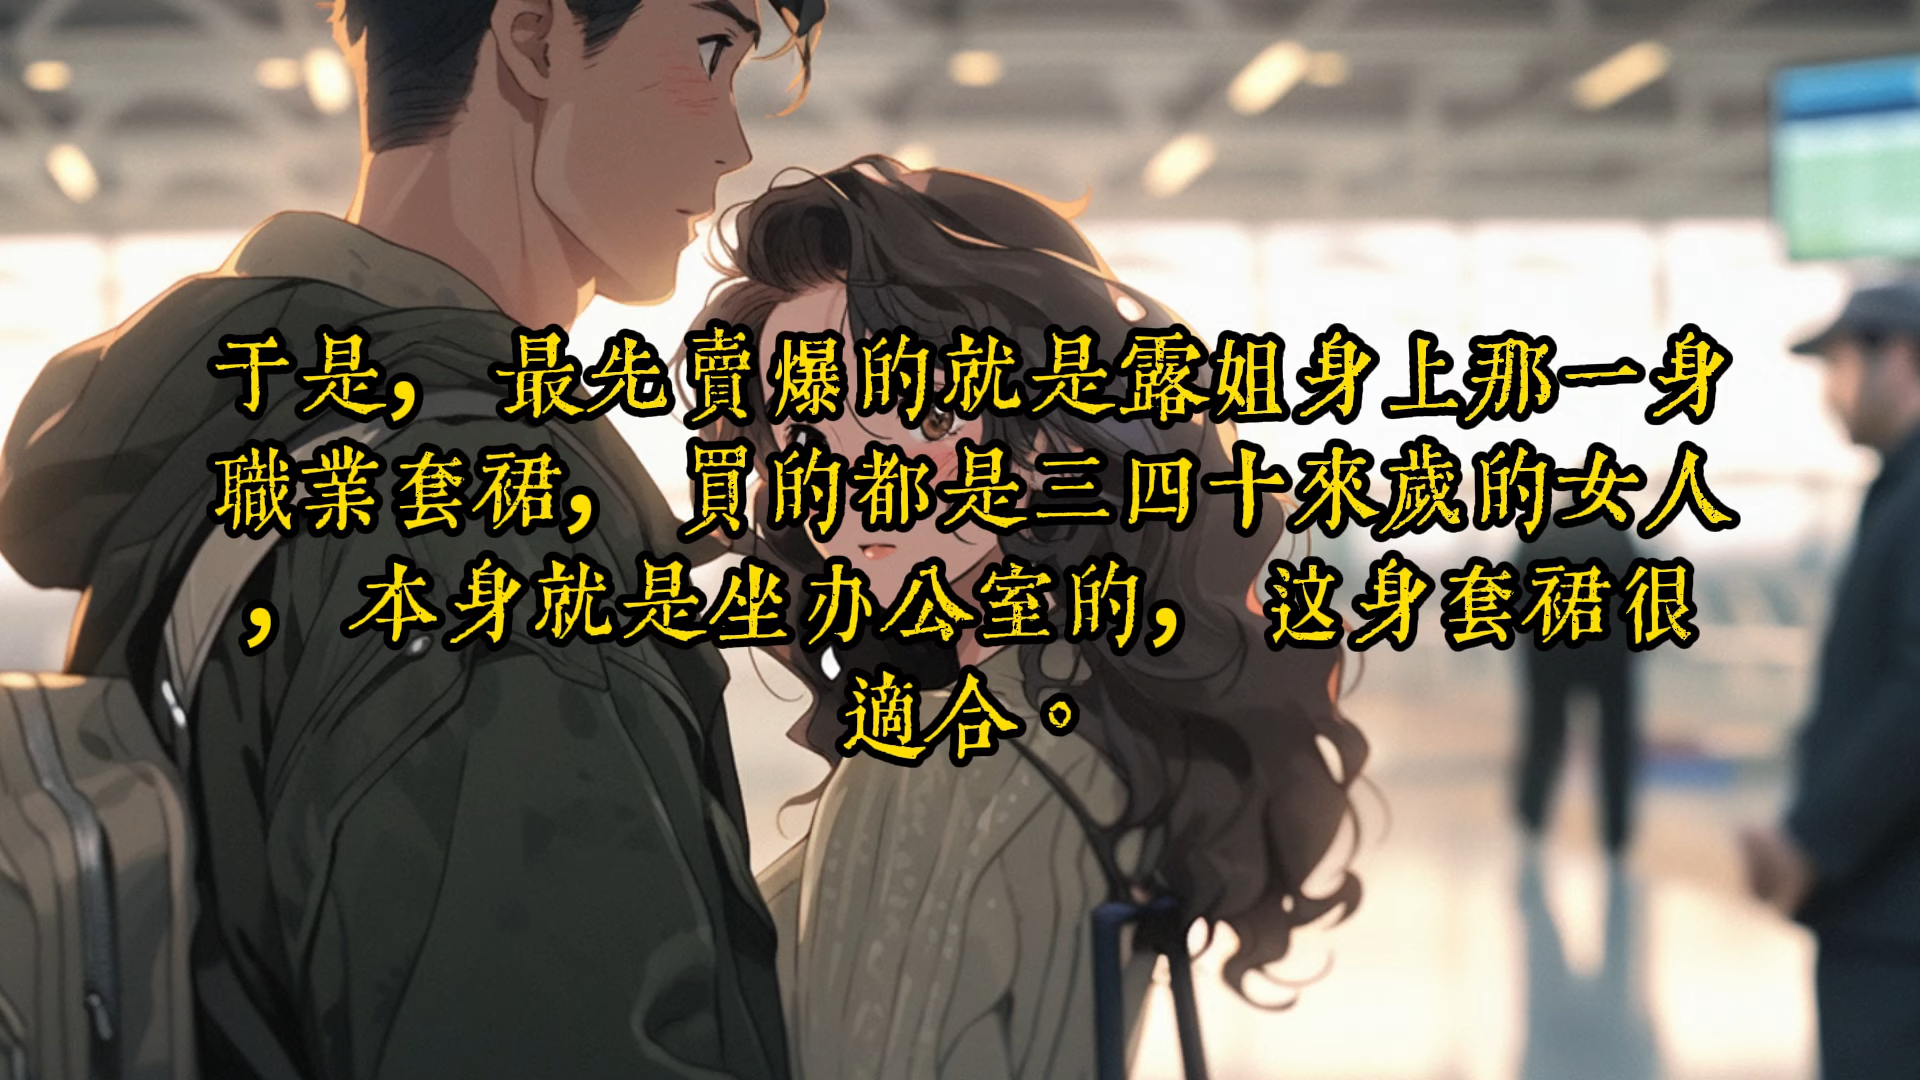 于是，最先賣爆的就是露姐身上那一身
職業套裙，買的都是三四十來歲的女人
，本身就是坐办公室的，这身套裙很
適合。